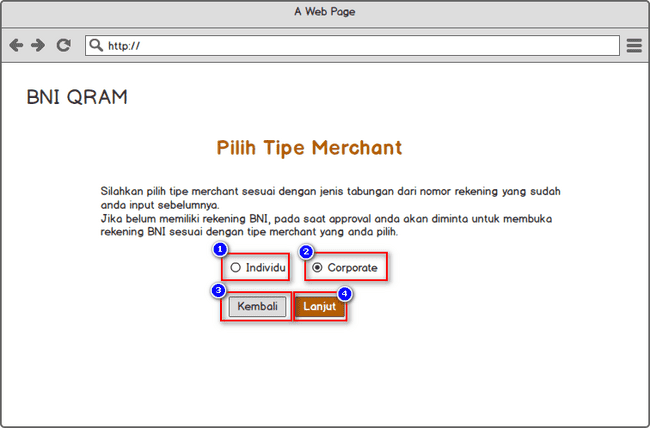 A Web Page
http://
BNI QRAM
Pilih Tipe Merchant
Silahkan pilih tipe merchant sesuai dengan jenis tabungan dari nomor rekening yang sudah
anda input sebelumnya.
Jika belum memiliki rekening BNI, pada saat approval anda akan diminta untuk membuka
rekening BNI sesuai dengan tipe merchant yang anda pilih.
1 2
Individu Corporate
3 4
Kembali Lanjut